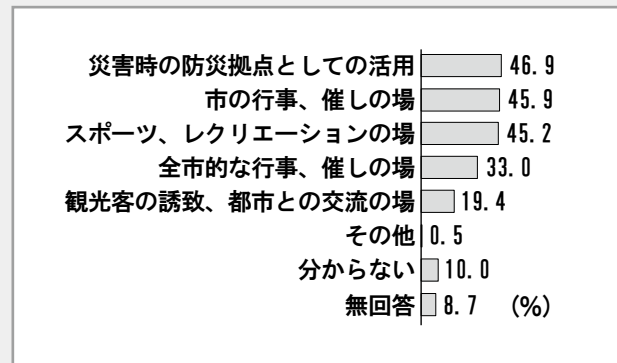 災害時の防災拠点としての活用 46.9
市の行事、催しの場 45.9
スポーツ、レクリエーションの場 45.2
全市的な行事、催しの場 33.0
観光客の誘致、都市との交流の場 19.4
その他 0.5
分からない 10.0
無回答 8.7 (%)